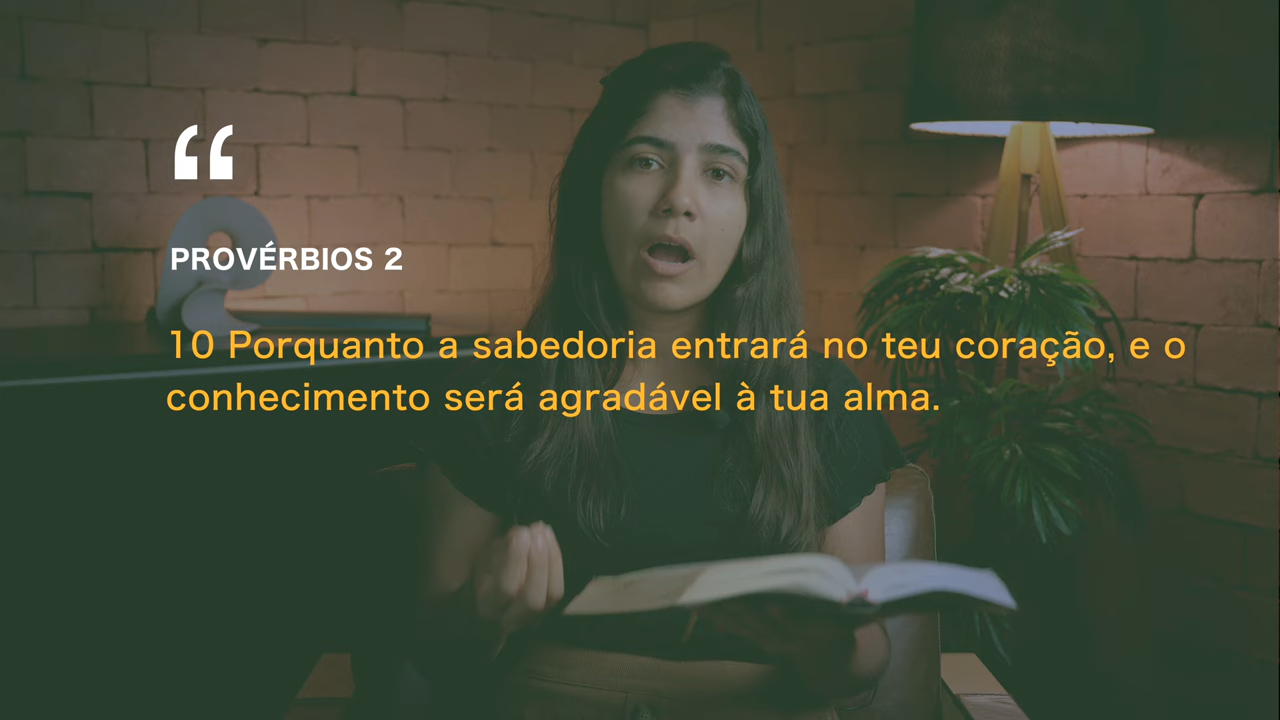 “
PROVÉRBIOS 2
10 Porquanto a sabedoria entrará no teu coração, e o
conhecimento será agradável à tua alma.